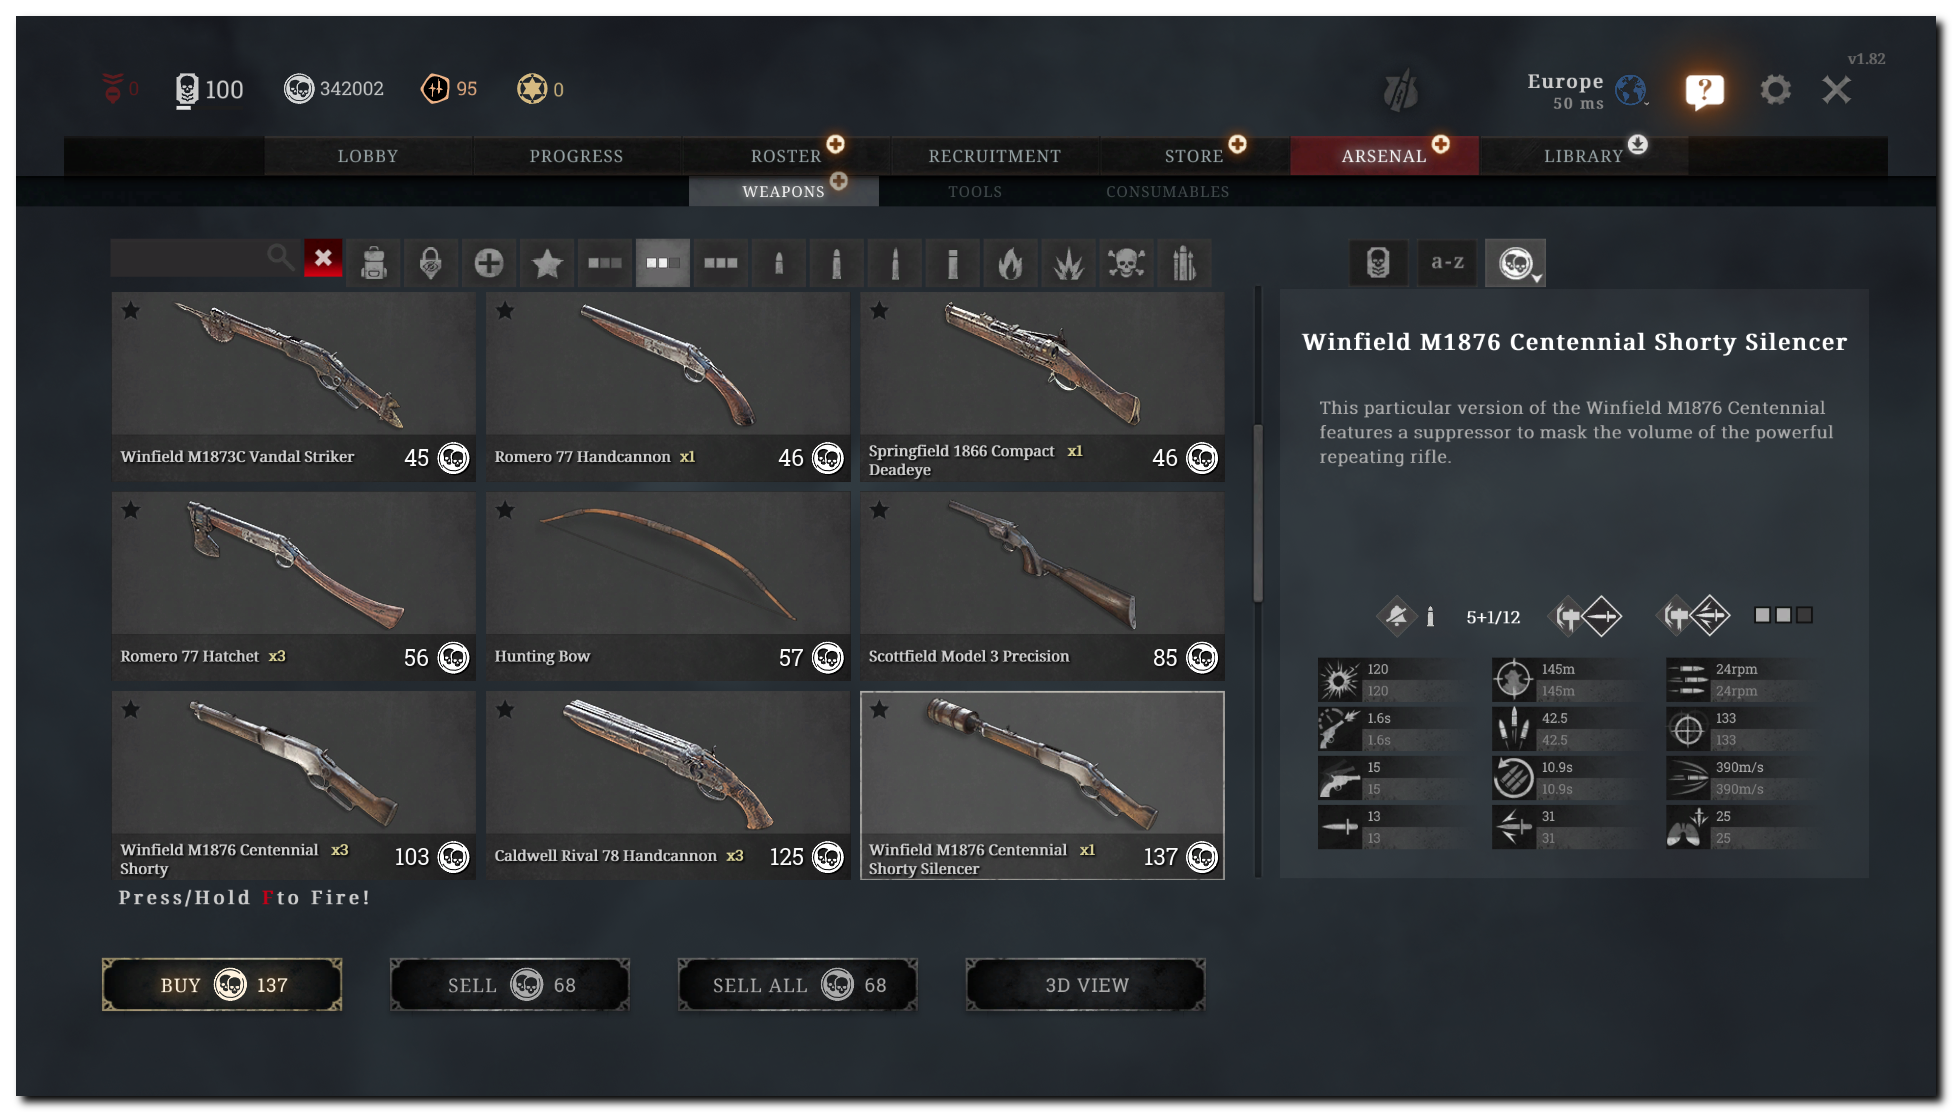 v1.82
0 100 342002 95 0 Europe
50 ms
?
LOBBY PROGRESS ROSTER RECRUITMENT STORE ARSENAL LIBRARY
WEAPONS TOOLS CONSUMABLES
a-z
Winfield M1873C Vandal Striker 45
Romero 77 Handcannon x1 46
Springfield 1866 Compact x1
Deadeye 46
Romero 77 Hatchet x3 56
Hunting Bow 57
Scottfield Model 3 Precision 85
Winfield M1876 Centennial x3
Shorty 103
Caldwell Rival 78 Handcannon x3 125
Winfield M1876 Centennial x1
Shorty Silencer 137
Press/Hold F to Fire!
BUY 137 SELL 68 SELL ALL 68 3D VIEW
Winfield M1876 Centennial Shorty Silencer
This particular version of the Winfield M1876 Centennial
features a suppressor to mask the volume of the powerful
repeating rifle.
5+1/12
120 145m 24rpm
120 145m 24rpm
1.6s 42.5 133
1.6s 42.5 133
15 10.9s 390m/s
15 10.9s 390m/s
13 31 25
13 31 25